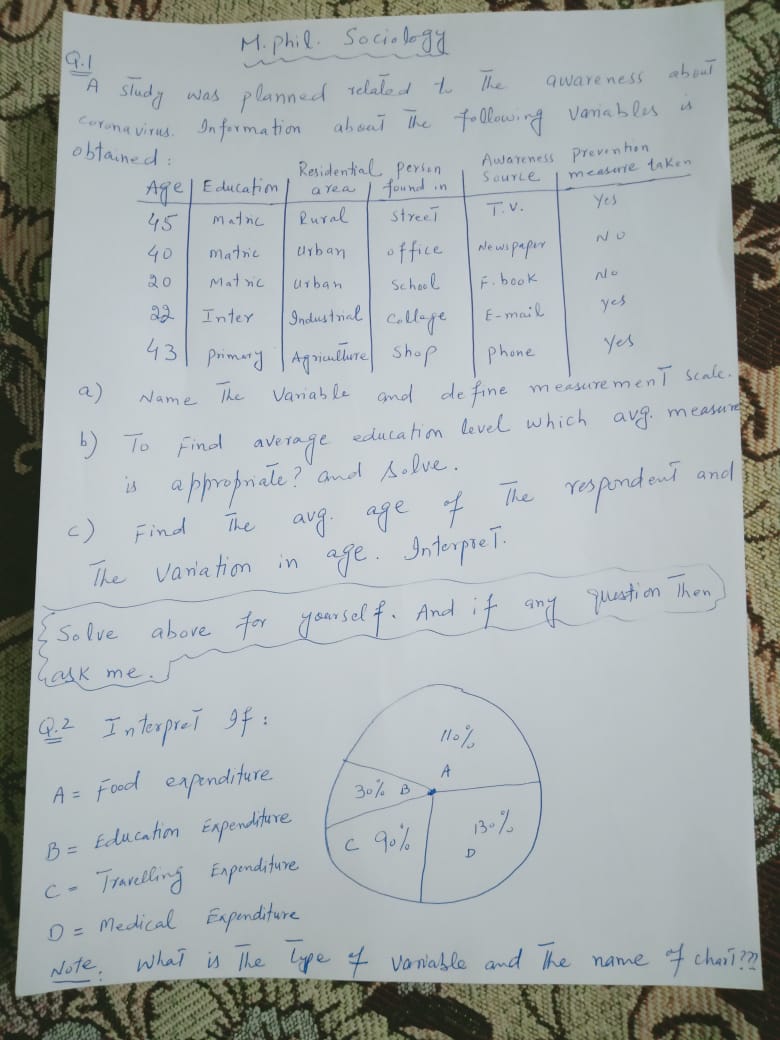 M.phil. Sociology
Q.1
A study was planned related to the awareness about
coronavirus. Information about the following variables is
obtained:
Age | Education | Residential area | Person found in | Awareness Source | Prevention measure taken
45 | Matric | Rural | Street | T.V. | Yes
40 | matric | Urban | office | Newspaper | No
20 | Matric | Urban | School | F.book | No
22 | Inter | Industrial | College | E-mail | yes
43 | Primary | Agriculture | Shop | phone | Yes
a) Name The Variable and define measurement scale.
b) To Find average education level which avg. measure
is appropriate? and Solve.
c) Find The avg. age of The respondent and
The Variation in age. Interpret.
Solve above for yourself. And if any question Then
ask me.
Q.2 Interpret If:
A = Food expenditure
B = Education Expenditure
C = Travelling Expenditure
D = Medical Expenditure
110%
A
30% B
C 90%
130%
D
Note. What is The Type of variable and The name of chart???